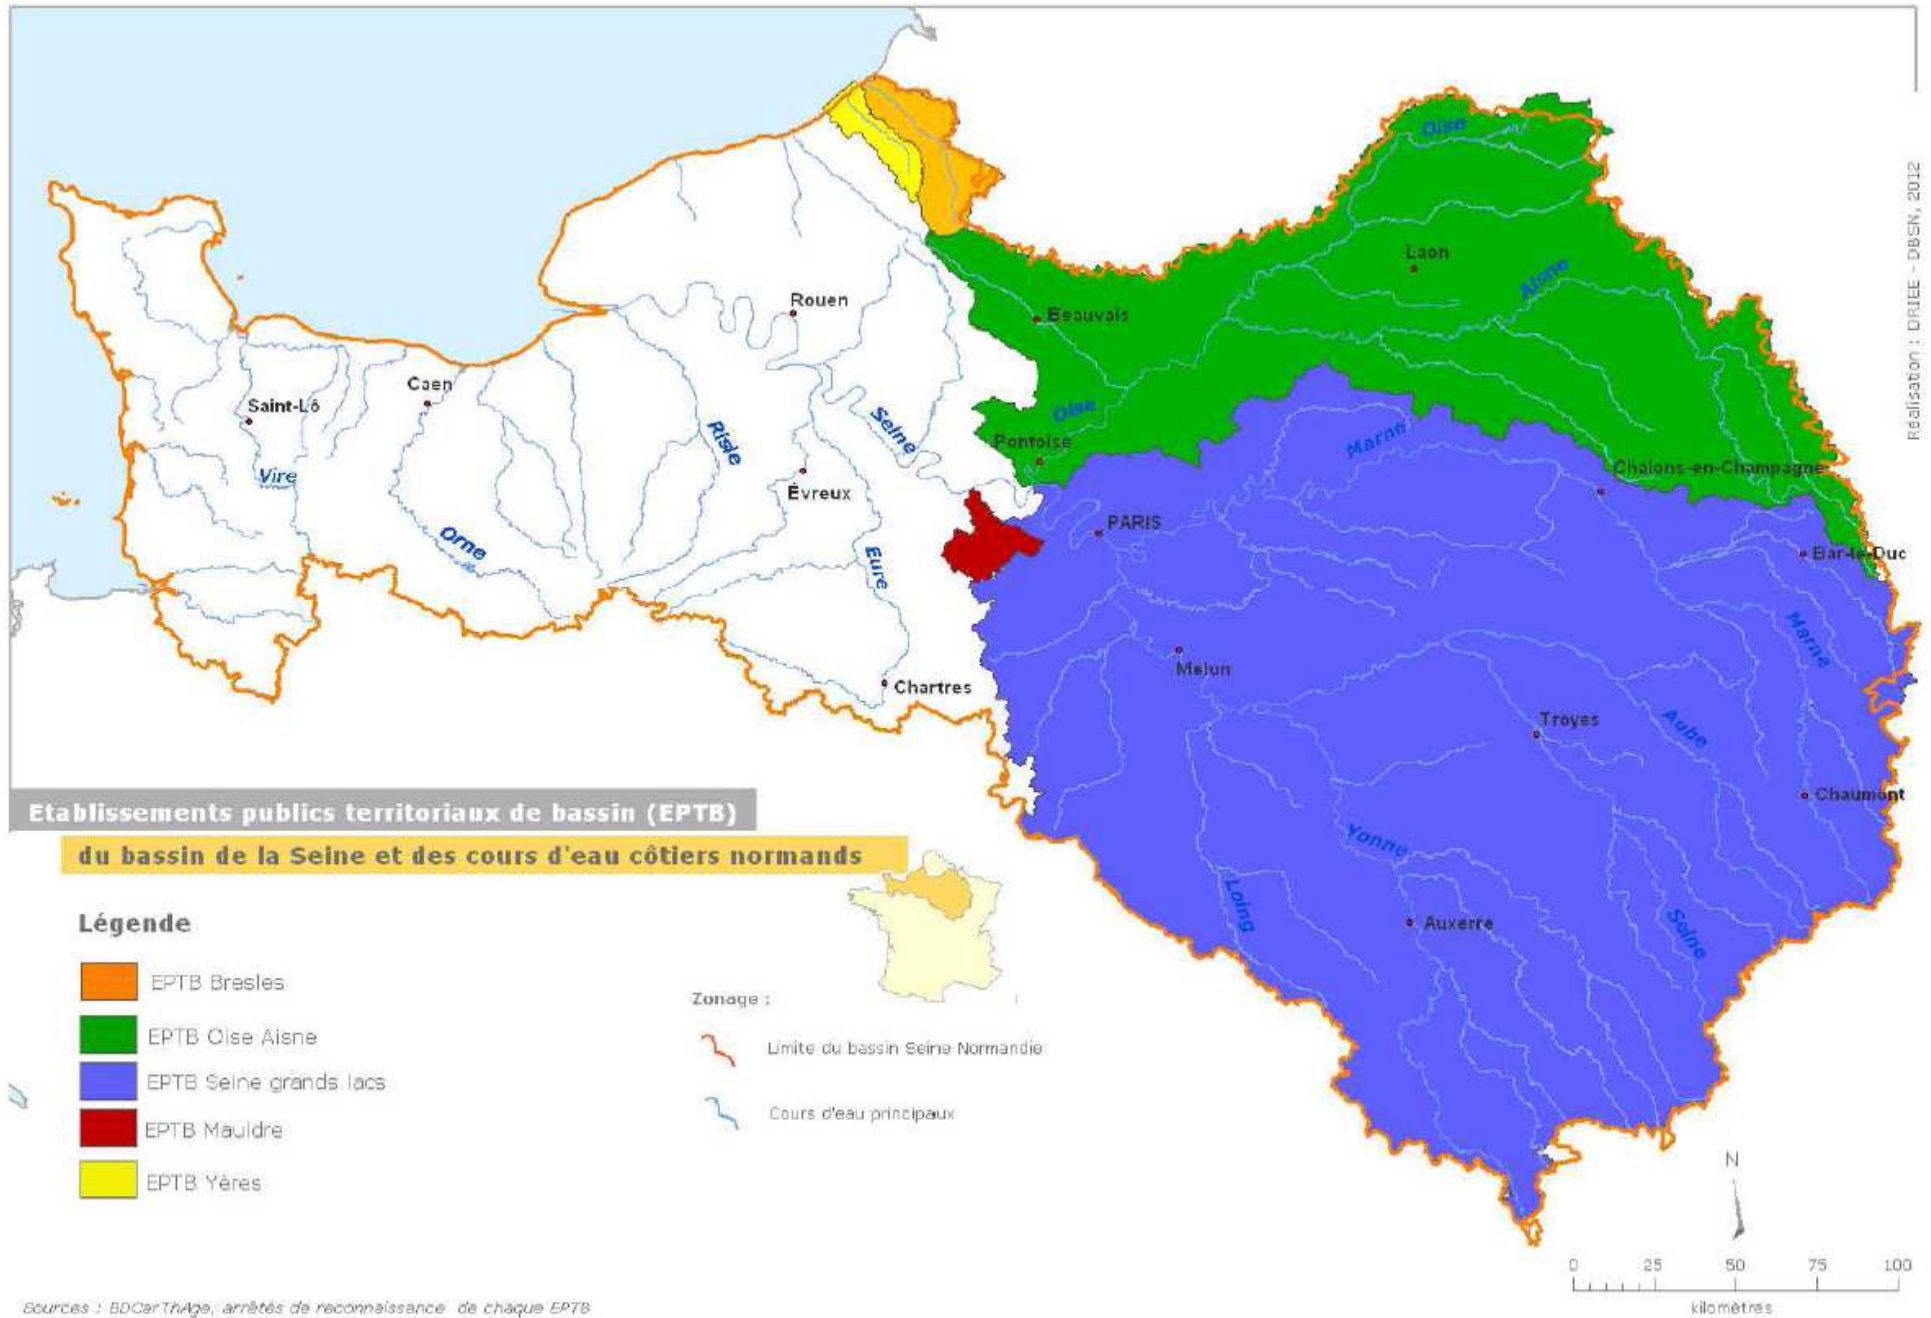 Oise
Réalisation : DRIEE - DBSN, 2012
Laon
Aisne
Rouen
Beauvais
Caen
Saint-Lô
Seine
Oise
Risle
Pontoise
Marne
Vire
Évreux
Châlons-en-Champagne
PARIS
Orne
Eure
Bar-le-Duc
Marne
Melun
Chartres
Troyes
Aube
Chaumont
Yonne
Loing
Auxerre
Seine
Etablissements publics territoriaux de bassin (EPTB)
du bassin de la Seine et des cours d'eau côtiers normands
Légende
EPTB Bresles
EPTB Oise Aisne
EPTB Seine grands lacs
EPTB Mauldre
EPTB Yères
Zonage :
Limite du bassin Seine Normandie
Cours d'eau principaux
N
0 25 50 75 100
kilomètres
Sources : BDCarThAge, arrêtés de reconnaissance de chaque EPTB